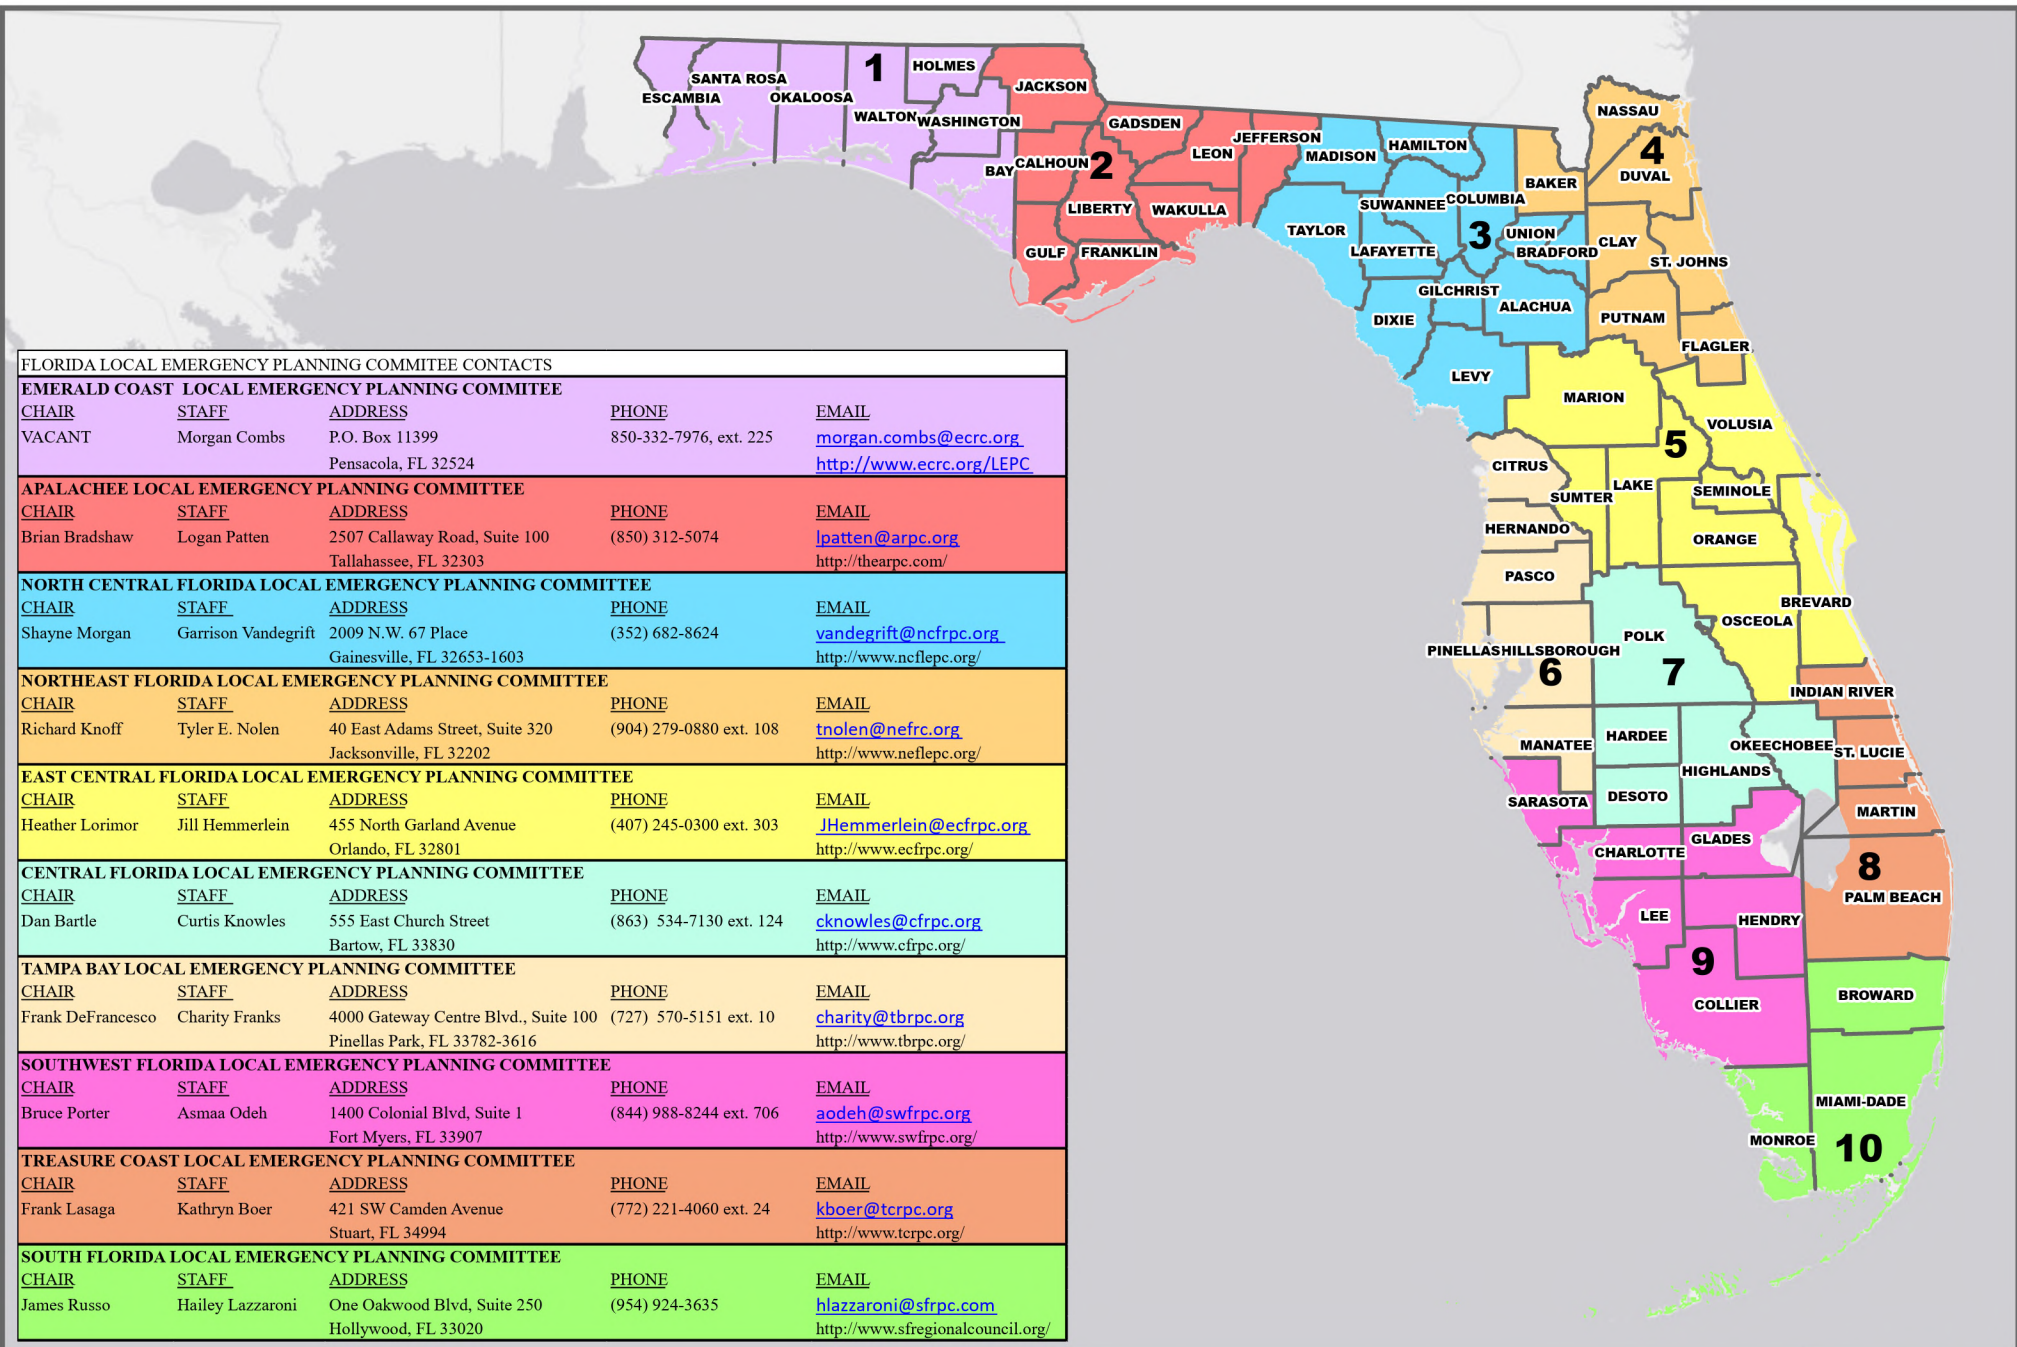 FLORIDA LOCAL EMERGENCY PLANNING COMMITEE CONTACTS
EMERALD COAST LOCAL EMERGENCY PLANNING COMMITEE
CHAIR STAFF ADDRESS PHONE EMAIL
VACANT Morgan Combs P.O. Box 11399 850-332-7976, ext. 225 morgan.combs@ecrc.org
Pensacola, FL 32524 http://www.ecrc.org/LEPC
APALACHEE LOCAL EMERGENCY PLANNING COMMITTEE
CHAIR STAFF ADDRESS PHONE EMAIL
Brian Bradshaw Logan Patten 2507 Callaway Road, Suite 100 (850) 312-5074 lpatten@arpc.org
Tallahassee, FL 32303 http://thearpc.com/
NORTH CENTRAL FLORIDA LOCAL EMERGENCY PLANNING COMMITTEE
CHAIR STAFF ADDRESS PHONE EMAIL
Shayne Morgan Garrison Vandegrift 2009 N.W. 67 Place (352) 682-8624 vandegrift@ncfrpc.org
Gainesville, FL 32653-1603 http://www.ncflepc.org/
NORTHEAST FLORIDA LOCAL EMERGENCY PLANNING COMMITTEE
CHAIR STAFF ADDRESS PHONE EMAIL
Richard Knoff Tyler E. Nolen 40 East Adams Street, Suite 320 (904) 279-0880 ext. 108 tnolen@nefrc.org
Jacksonville, FL 32202 http://www.neflepc.org/
EAST CENTRAL FLORIDA LOCAL EMERGENCY PLANNING COMMITTEE
CHAIR STAFF ADDRESS PHONE EMAIL
Heather Lorimor Jill Hemmerlein 455 North Garland Avenue (407) 245-0300 ext. 303 JHemmerlein@ecfrpc.org
Orlando, FL 32801 http://www.ecfrpc.org/
CENTRAL FLORIDA LOCAL EMERGENCY PLANNING COMMITTEE
CHAIR STAFF ADDRESS PHONE EMAIL
Dan Bartle Curtis Knowles 555 East Church Street (863) 534-7130 ext. 124 cknowles@cfrpc.org
Bartow, FL 33830 http://www.cfrpc.org/
TAMPA BAY LOCAL EMERGENCY PLANNING COMMITTEE
CHAIR STAFF ADDRESS PHONE EMAIL
Frank DeFrancesco Charity Franks 4000 Gateway Centre Blvd., Suite 100 (727) 570-5151 ext. 10 charity@tbrpc.org
Pinellas Park, FL 33782-3616 http://www.tbrpc.org/
SOUTHWEST FLORIDA LOCAL EMERGENCY PLANNING COMMITTEE
CHAIR STAFF ADDRESS PHONE EMAIL
Bruce Porter Asmaa Odeh 1400 Colonial Blvd, Suite 1 (844) 988-8244 ext. 706 aodeh@swfrpc.org
Fort Myers, FL 33907 http://www.swfrpc.org/
TREASURE COAST LOCAL EMERGENCY PLANNING COMMITTEE
CHAIR STAFF ADDRESS PHONE EMAIL
Frank Lasaga Kathryn Boer 421 SW Camden Avenue (772) 221-4060 ext. 24 kboer@tcrpc.org
Stuart, FL 34994 http://www.tcrpc.org/
SOUTH FLORIDA LOCAL EMERGENCY PLANNING COMMITTEE
CHAIR STAFF ADDRESS PHONE EMAIL
James Russo Hailey Lazzaroni One Oakwood Blvd, Suite 250 (954) 924-3635 hlazzaroni@sfrpc.com
Hollywood, FL 33020 http://www.sfregionalcouncil.org/
1
ESCAMBIA
SANTA ROSA
OKALOOSA
WALTON
HOLMES
WASHINGTON
BAY
2
JACKSON
CALHOUN
GADSDEN
LEON
JEFFERSON
LIBERTY
WAKULLA
GULF
FRANKLIN
3
MADISON
HAMILTON
SUWANNEE
COLUMBIA
TAYLOR
LAFAYETTE
UNION
BRADFORD
GILCHRIST
ALACHUA
DIXIE
LEVY
4
NASSAU
DUVAL
BAKER
CLAY
ST. JOHNS
PUTNAM
FLAGLER
5
MARION
VOLUSIA
SUMTER
LAKE
SEMINOLE
ORANGE
BREVARD
OSCEOLA
6
CITRUS
HERNANDO
PASCO
PINELLAS
HILLSBOROUGH
MANATEE
7
POLK
HARDEE
HIGHLANDS
OKEECHOBEE
DESOTO
8
INDIAN RIVER
ST. LUCIE
MARTIN
PALM BEACH
9
SARASOTA
CHARLOTTE
GLADES
LEE
HENDRY
COLLIER
10
BROWARD
MIAMI-DADE
MONROE